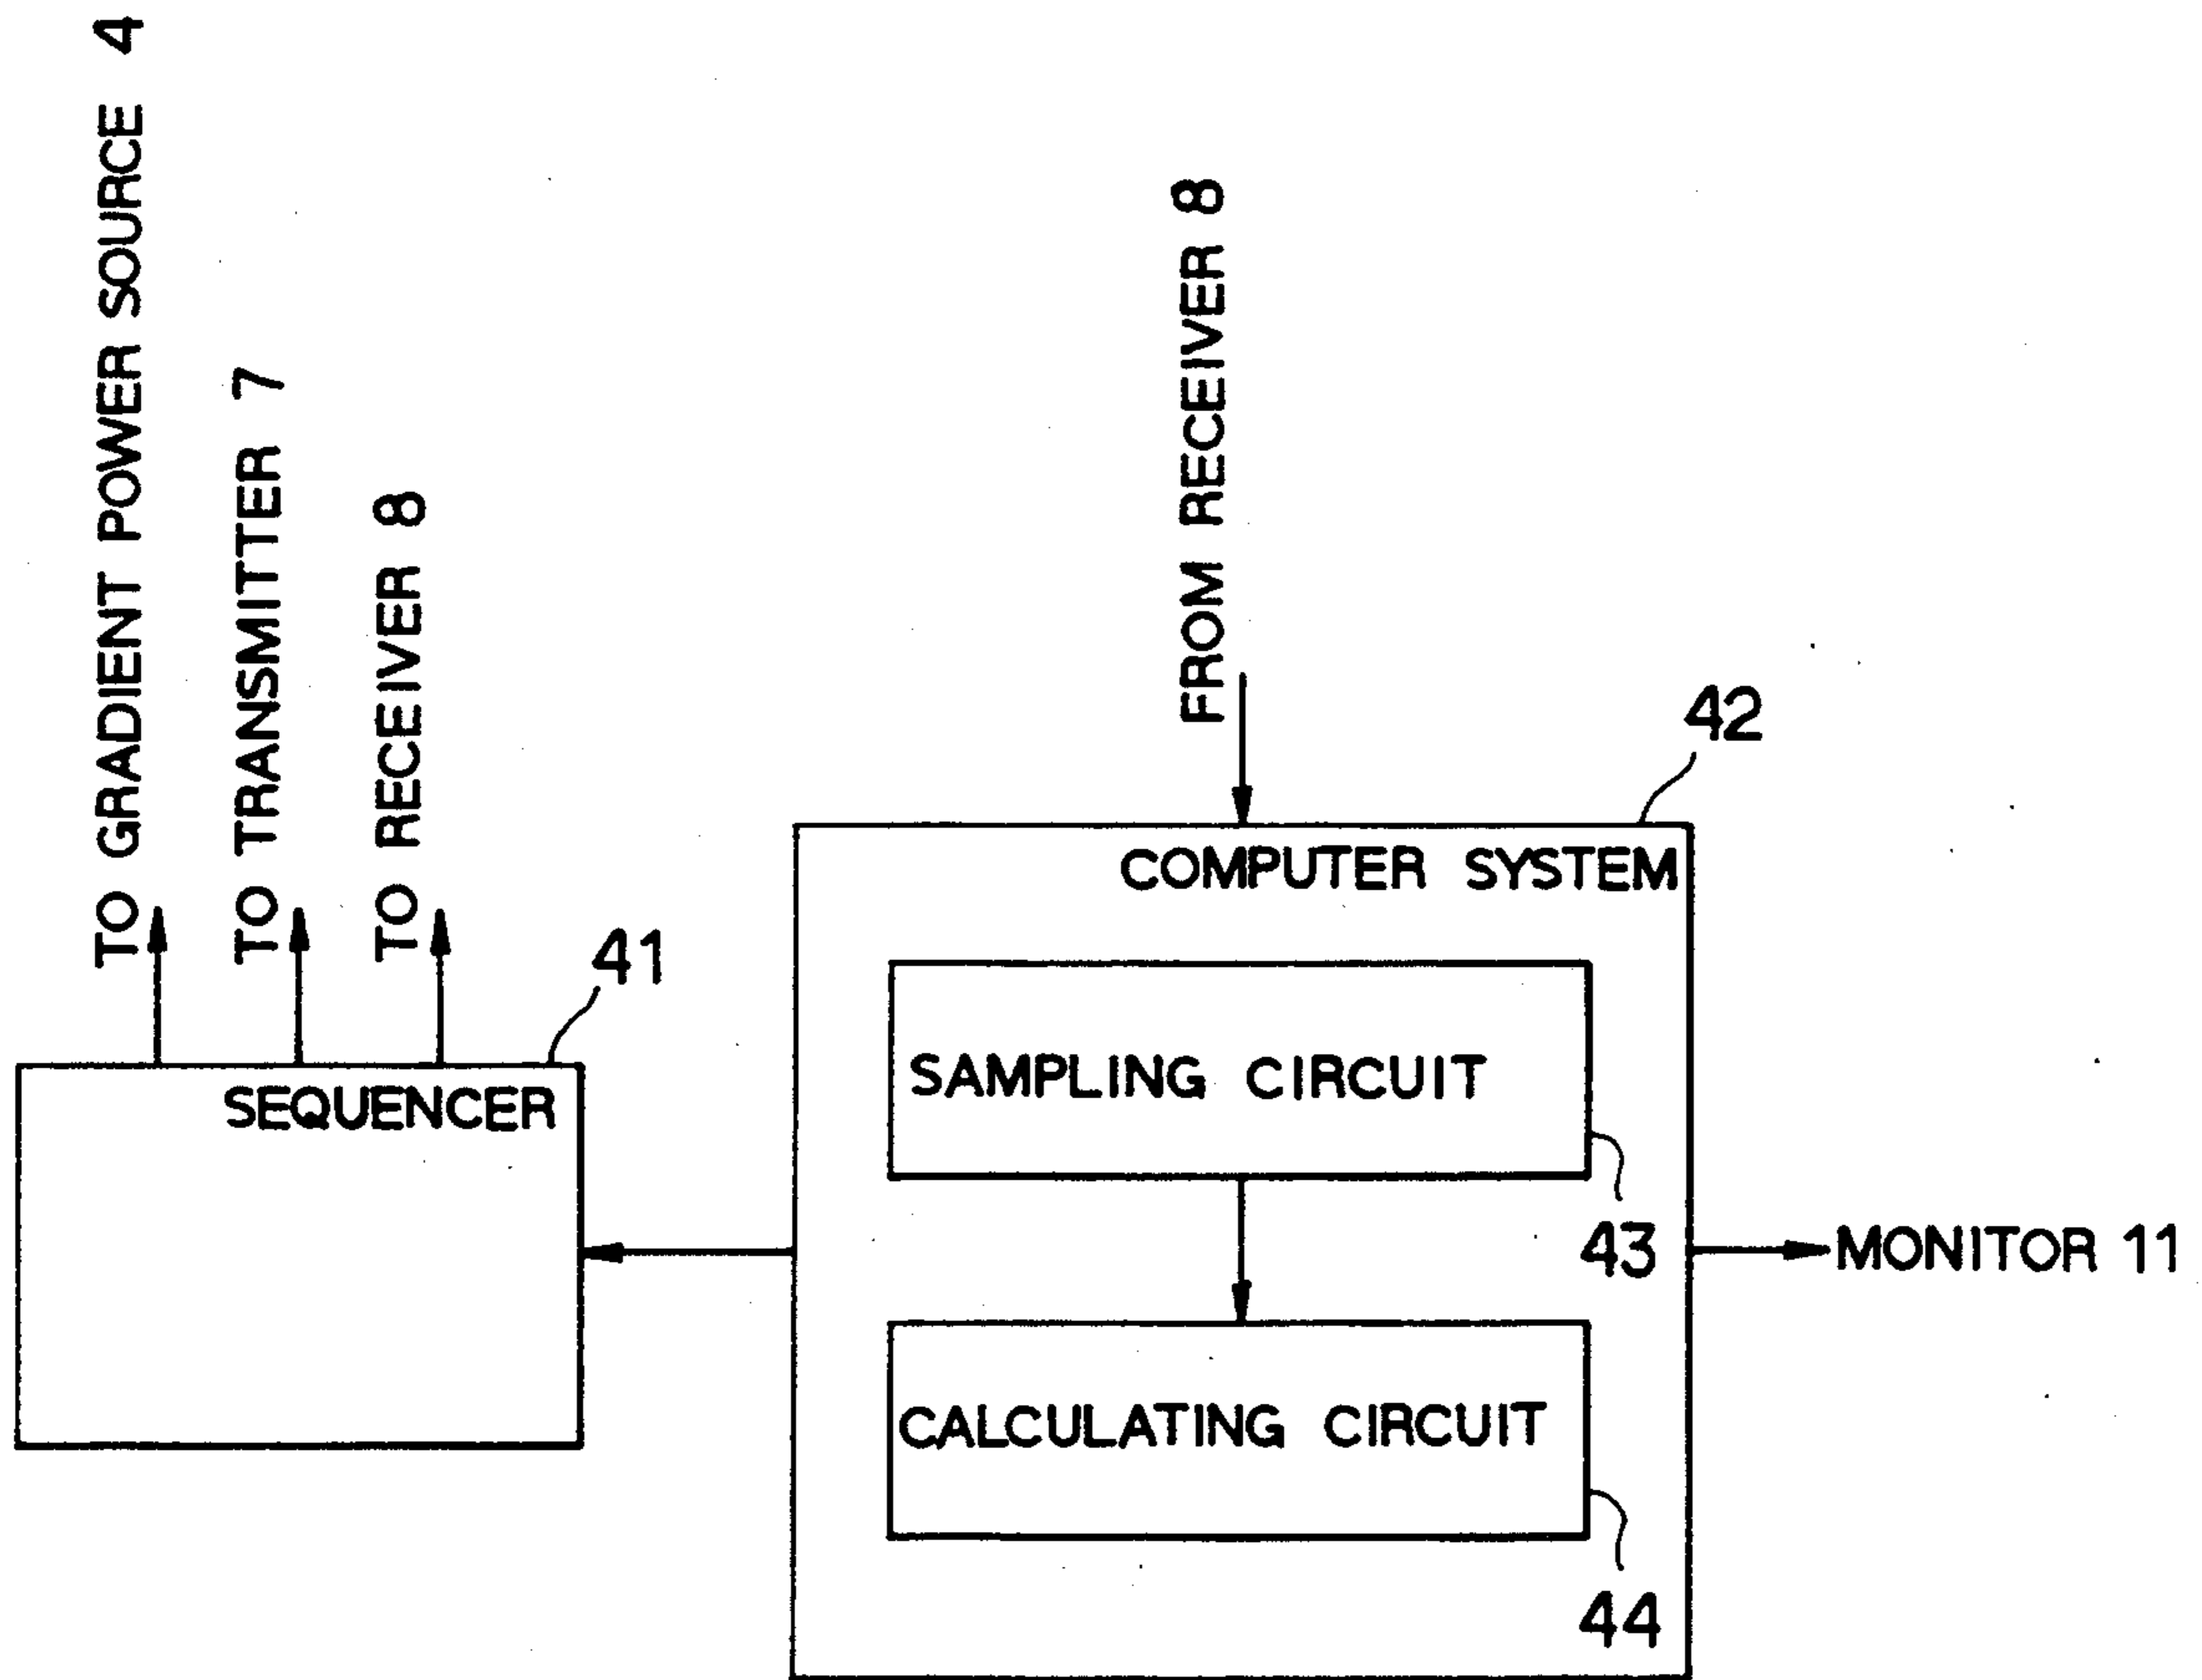 TO GRADIENT POWER SOURCE 4
TO TRANSMITTER 7
TO RECEIVER 8
FROM RECEIVER 8
41
SEQUENCER
42
COMPUTER SYSTEM
SAMPLING CIRCUIT
43
MONITOR 11
CALCULATING CIRCUIT
44